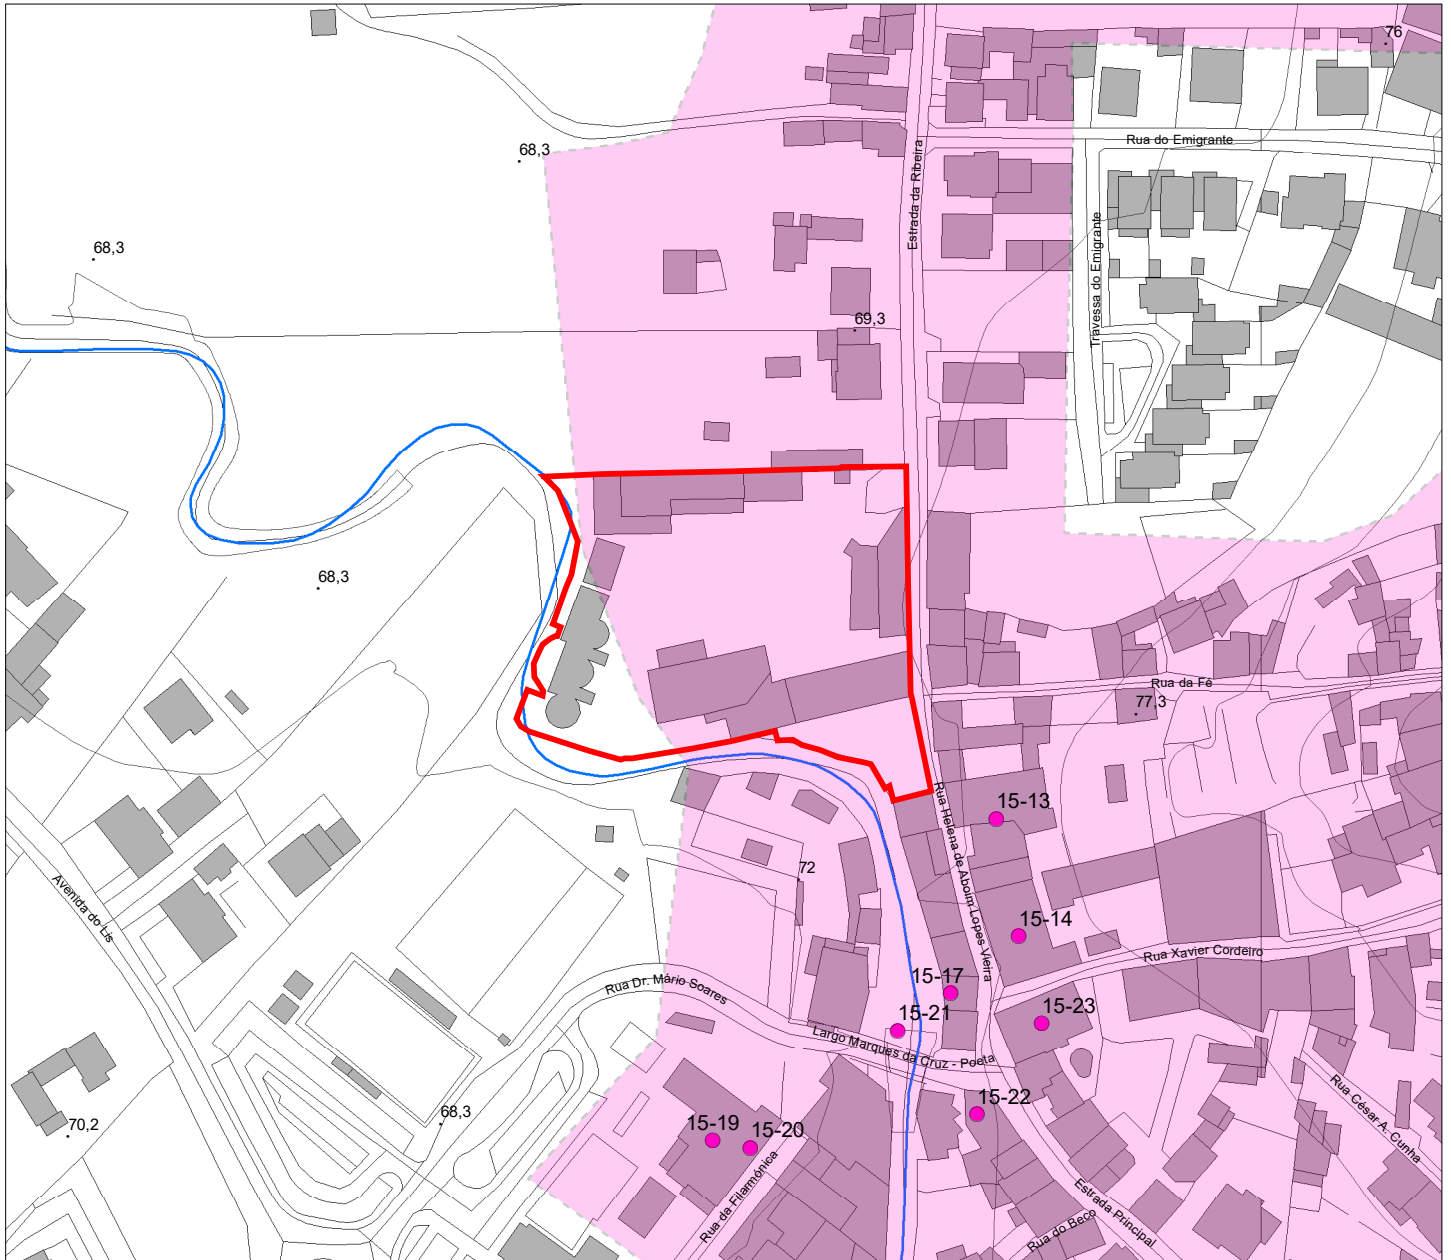 76
Rua do Emigrante
68,3
Estrada da Ribeira
68,3
Travessa do Emigrante
69,3
68,3
Rua da Fé
77,3
15-13
Rua Helena de Aboim Lopes Vieira
72
Avenida do Lis
15-14
Rua Xavier Cordeiro
15-17
Rua Dr. Mário Soares
15-21
15-23
Largo Marques da Cruz - Poeta
Rua César A. Cunha
15-22
68,3
70,2
15-19
15-20
Rua da Filarmónica
Estrada Principal
Rua do Beco